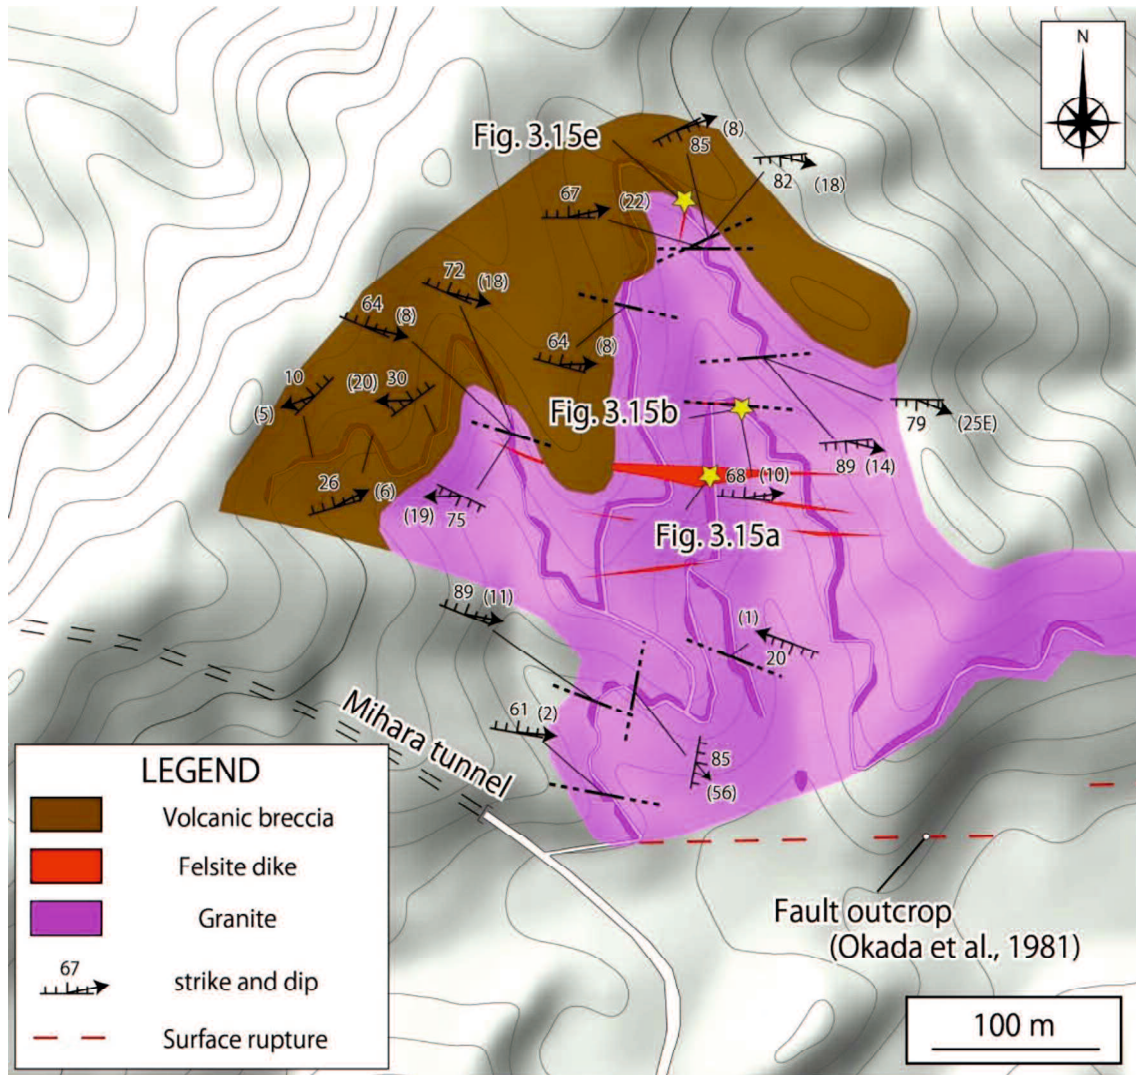 N
Fig. 3.15e
85
(8)
82
(18)
67
(22)
72
(18)
64
(8)
64
(8)
10
(20)
30
(5)
Fig. 3.15b
79
(25E)
89
(14)
68
(10)
26
(6)
(19)
75
Fig. 3.15a
89
(11)
(1)
20
61
(2)
Mihara tunnel
85
(56)
LEGEND
Volcanic breccia
Felsite dike
Granite
67
strike and dip
Surface rupture
Fault outcrop
(Okada et al., 1981)
100 m